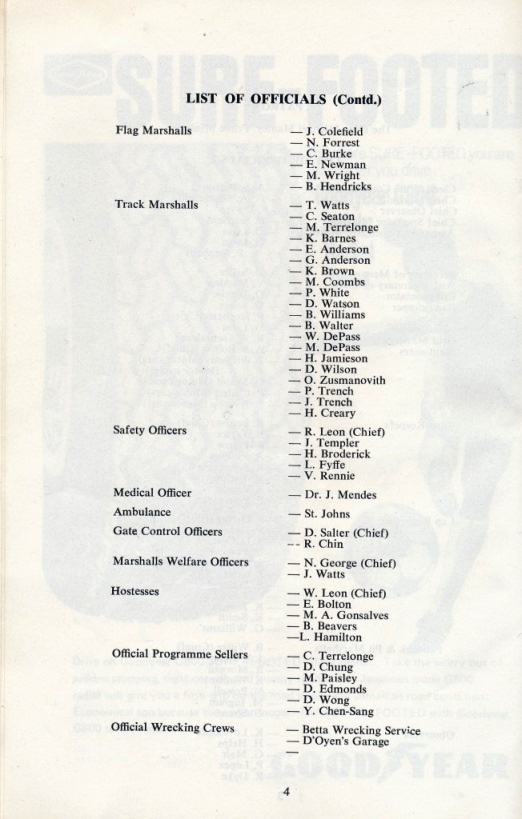 LIST OF OFFICIALS (Contd.)
Flag Marshalls — J. Colefield
— N. Forrest
— C. Burke
— E. Newman
— M. Wright
— B. Hendricks
Track Marshalls — T. Watts
— C. Seaton
— M. Terrelonge
— K. Barnes
— E. Anderson
— G. Anderson
— K. Brown
— M. Coombs
— P. White
— D. Watson
— B. Williams
— B. Walter
— W. DePass
— M. DePass
— H. Jamieson
— D. Wilson
— O. Zusmanovith
— P. Trench
— J. Trench
— H. Creary
Safety Officers — R. Leon (Chief)
— J. Templer
— H. Broderick
— L. Fyffe
— V. Rennie
Medical Officer — Dr. J. Mendes
Ambulance — St. Johns
Gate Control Officers — D. Salter (Chief)
-- R. Chin
Marshalls Welfare Officers — N. George (Chief)
— J. Watts
Hostesses — W. Leon (Chief)
— E. Bolton
— M. A. Gonsalves
— B. Beavers
—L. Hamilton
Official Programme Sellers — C. Terrelonge
— D. Chung
— M. Paisley
— D. Edmonds
— D. Wong
— Y. Chen-Sang
Official Wrecking Crews — Betta Wrecking Service
— D'Oyen's Garage
—
4
SURE-FOOTED
GOODYEAR